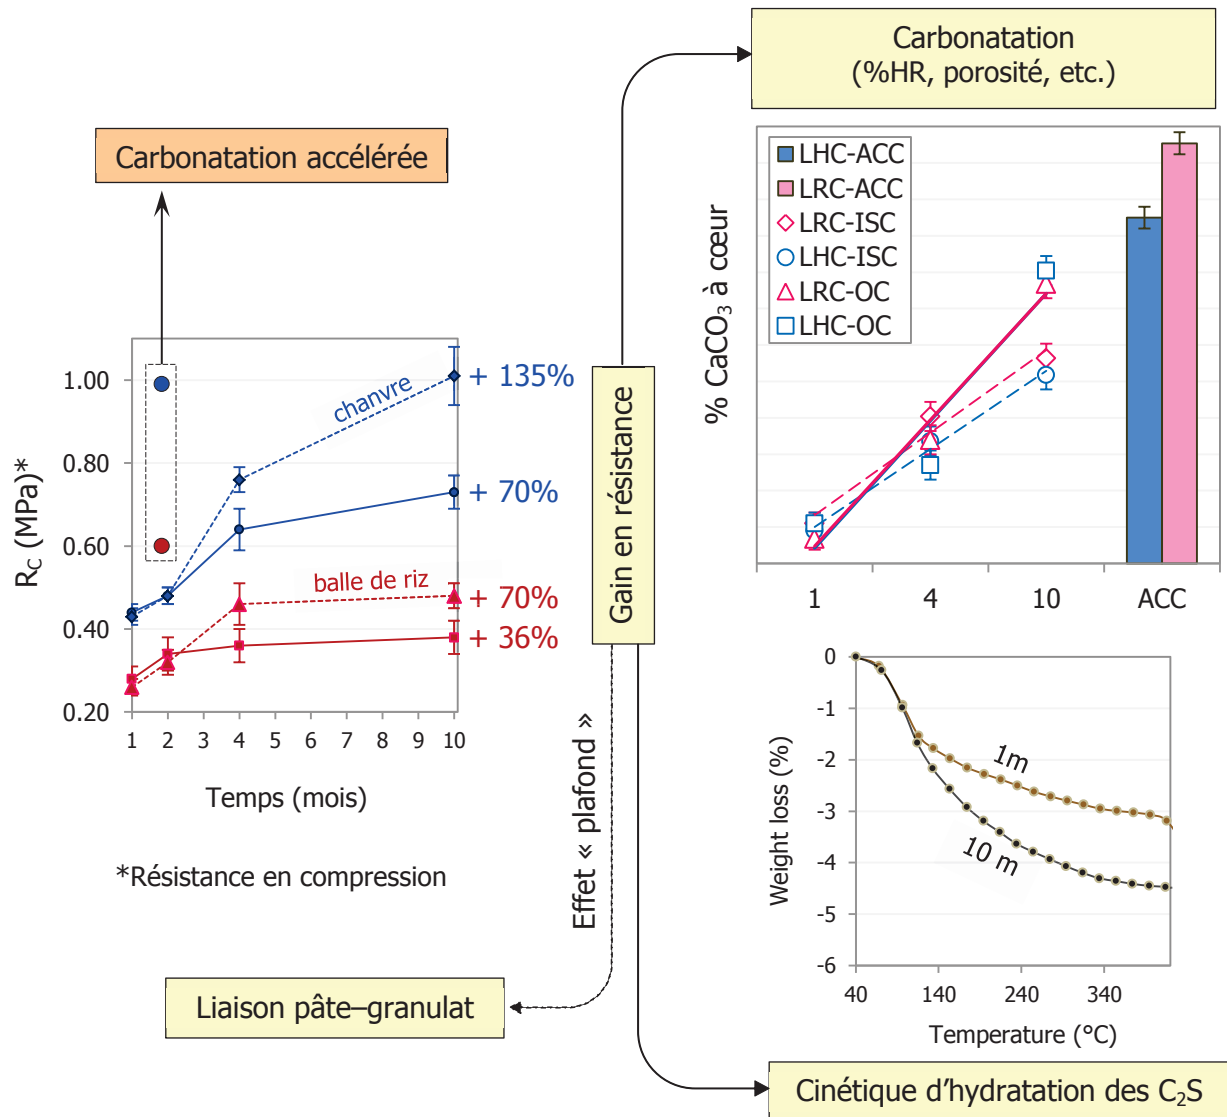 Carbonatation
(%HR, porosité, etc.)
Carbonatation accélérée
1.00
0.80
0.60
0.40
0.20
R_C (MPa)*
chanvre
balle de riz
+ 135%
+ 70%
+ 70%
+ 36%
1 2 3 4 5 6 7 8 9 10
Temps (mois)
*Résistance en compression
Gain en résistance
Effet « plafond »
Liaison pâte–granulat
% CaCO₃ à cœur
LHC-ACC
LRC-ACC
LRC-ISC
LHC-ISC
LRC-OC
LHC-OC
1 4 10 ACC
0
-1
-2
-3
-4
-5
-6
Weight loss (%)
1m
10 m
40 140 240 340
Temperature (°C)
Cinétique d’hydratation des C₂S